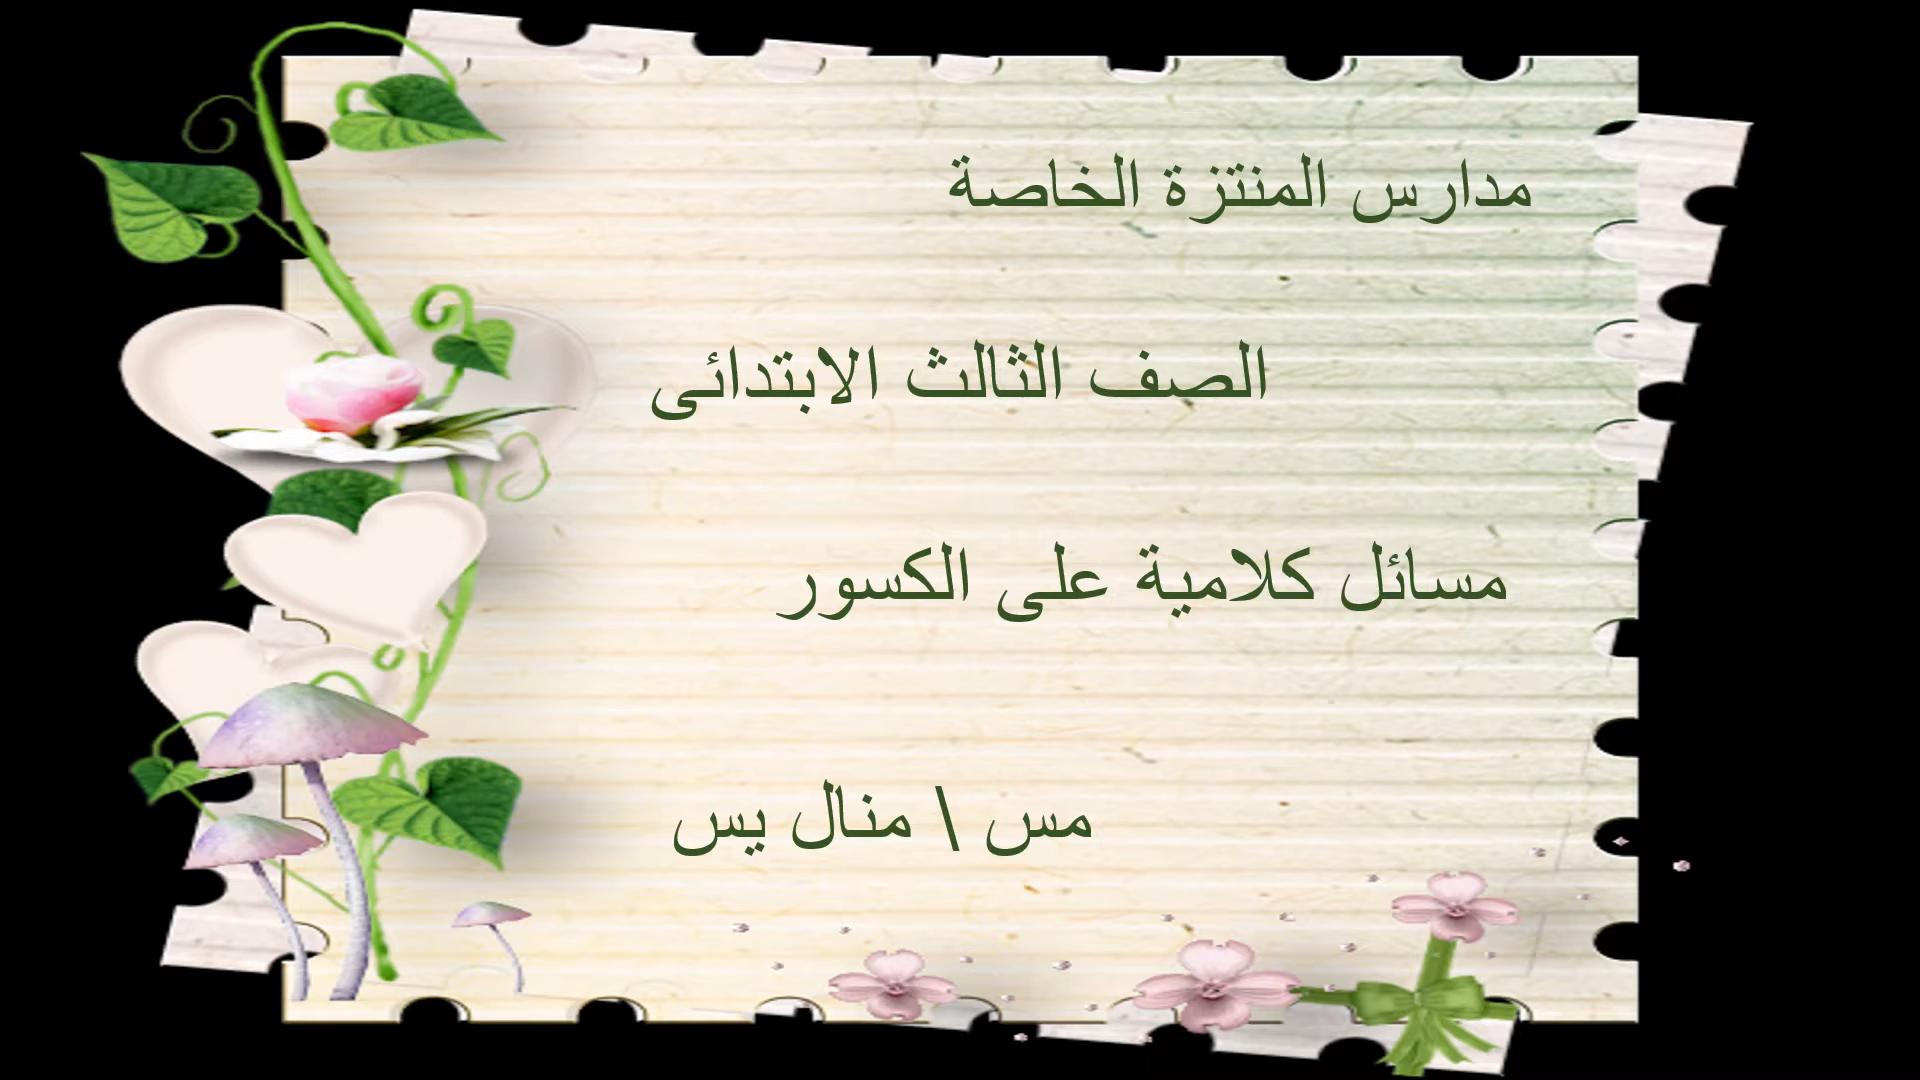 مدارس المنتزة الخاصة
الصف الثالث الابتدائى
مسائل كلامية على الكسور
مس \ منال يس